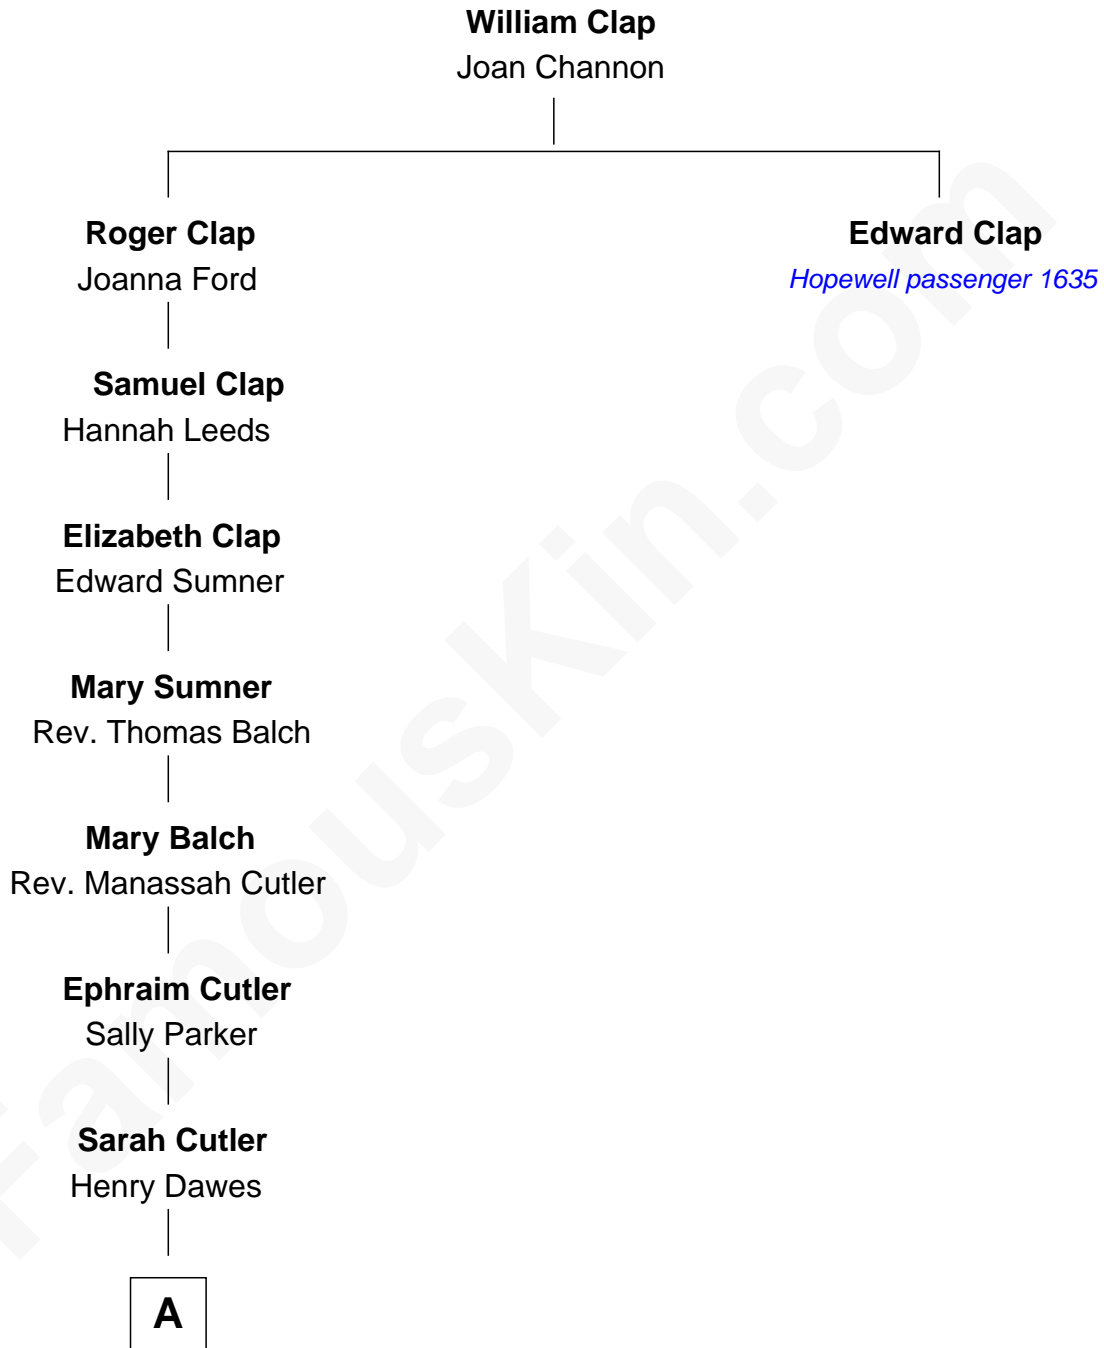 William Clap
Joan Channon
Roger Clap
Joanna Ford
Edward Clap
Hopewell passenger 1635
Samuel Clap
Hannah Leeds
Elizabeth Clap
Edward Sumner
Mary Sumner
Rev. Thomas Balch
Mary Balch
Rev. Manassah Cutler
Ephraim Cutler
Sally Parker
Sarah Cutler
Henry Dawes
A
FamousKin.com